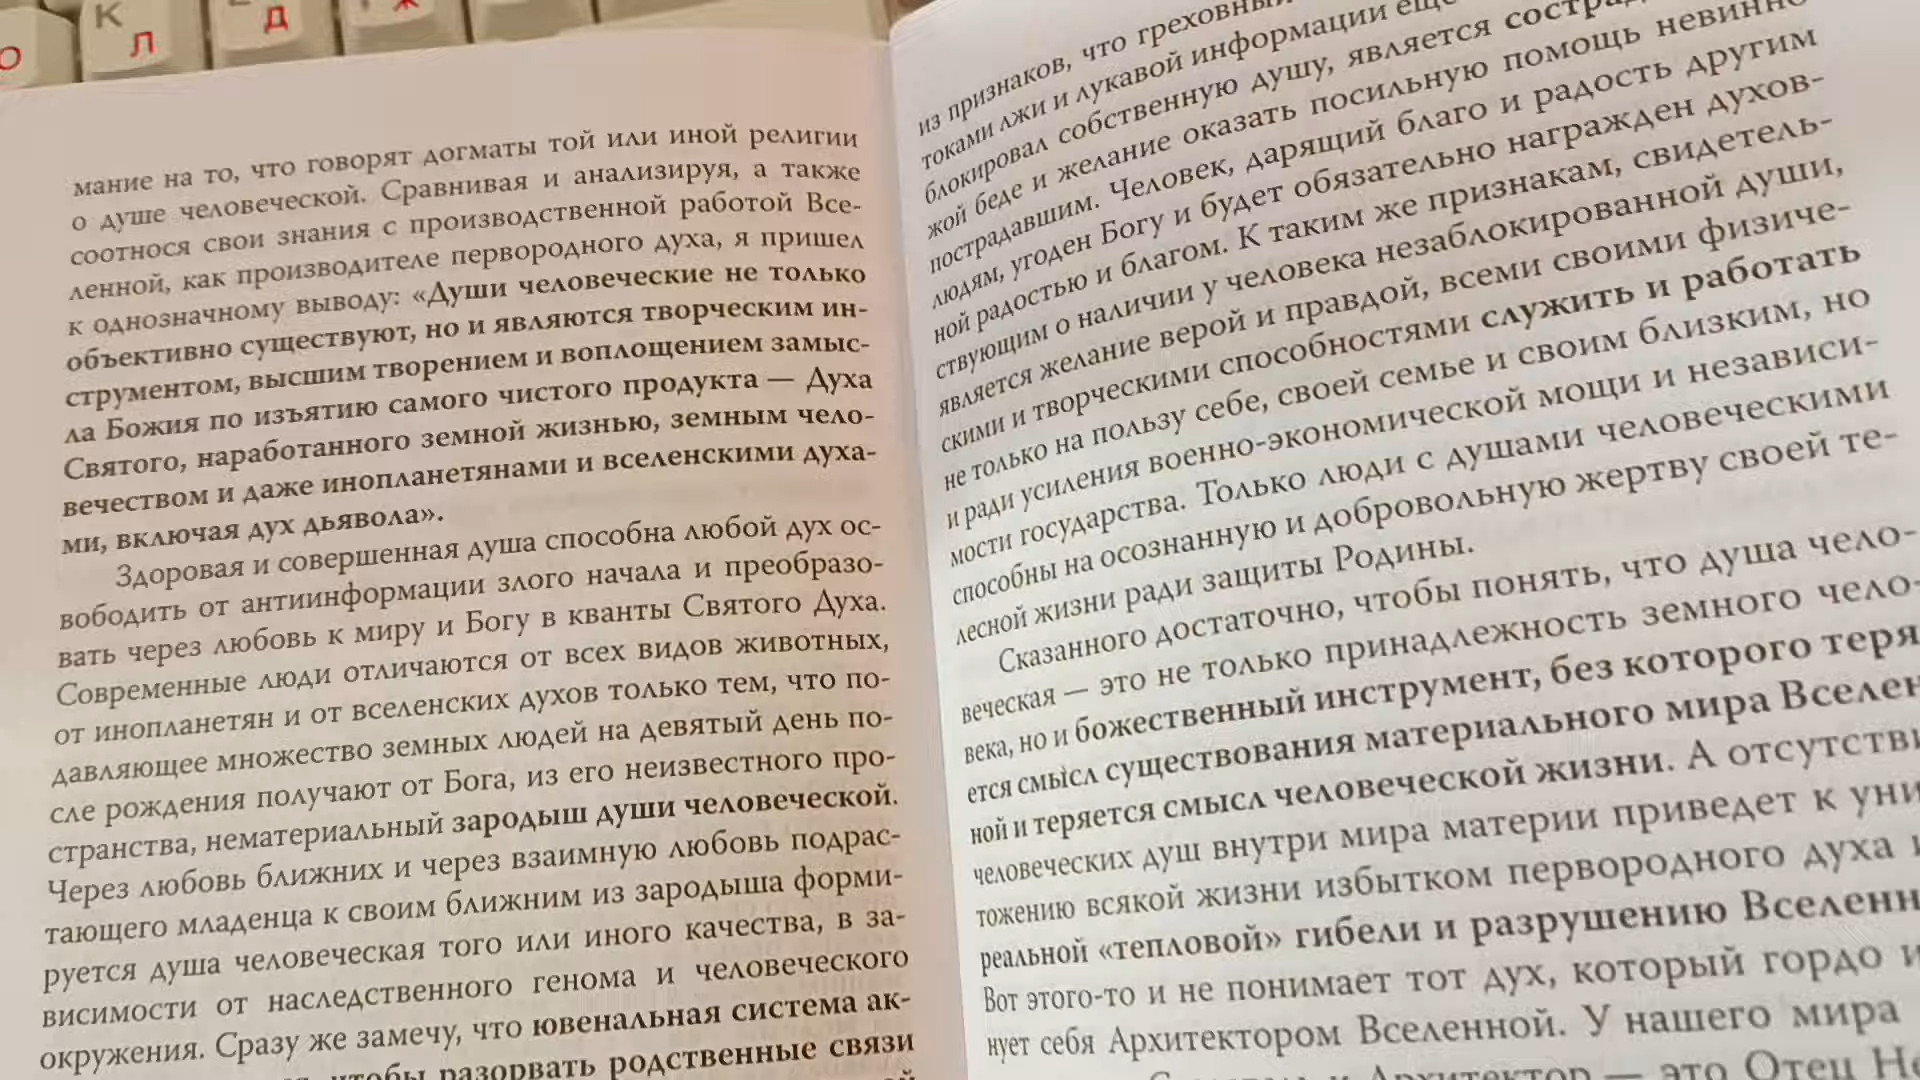 О
К
Л
Д
Ж
мание на то, что говорят догматы той или иной религии
о душе человеческой. Сравнивая и анализируя, а также
соотнося свои знания с производственной работой Все-
ленной, как производителе первородного духа, я пришел
к однозначному выводу: «Души человеческие не только
объективно существуют, но и являются творческим ин-
струментом, высшим творением и воплощением замыс-
ла Божия по изъятию самого чистого продукта — Духа
Святого, наработанного земной жизнью, земным чело-
вечеством и даже инопланетянами и вселенскими духа-
ми, включая дух дьявола».
Здоровая и совершенная душа способна любой дух ос-
вободить от антиинформации злого начала и преобразо-
вать через любовь к миру и Богу в кванты Святого Духа.
Современные люди отличаются от всех видов животных,
от инопланетян и от вселенских духов только тем, что по-
давляющее множество земных людей на девятый день по-
сле рождения получают от Бога, из его неизвестного про-
странства, нематериальный зародыш души человеческой.
Через любовь ближних и через взаимную любовь подрас-
тающего младенца к своим ближним из зародыша форми-
руется душа человеческая того или иного качества, в за-
висимости от наследственного генома и человеческого
окружения. Сразу же замечу, что ювенальная система ак-
чтобы разорвать родственные связи
из признаков, что греховный
токами лжи и лукавой информации ещё
блокировал собственную душу, является
жой беде и желание оказать посильную помощь невинно
пострадавшим. Человек, дарящий благо и радость другим
людям, угоден Богу и будет обязательно награжден духов-
ной радостью и благом. К таким же признакам, свидетель-
ствующим о наличии у человека незаблокированной души,
является желание верой и правдой, всеми своими физиче-
скими и творческими способностями служить и работать
не только на пользу себе, своей семье и своим близким, но
и ради усиления военно-экономической мощи и независи-
мости государства. Только люди с душами человеческими
способны на осознанную и добровольную жертву своей те-
лесной жизни ради защиты Родины.
Сказанного достаточно, чтобы понять, что душа чело-
веческая — это не только принадлежность земного чело-
века, но и божественный инструмент, без которого теря
ется смысл существования материального мира Вселен
ной и теряется смысл человеческой жизни. А отсутстви
человеческих душ внутри мира материи приведет к уни
тожению всякой жизни избытком первородного духа и
реальной «тепловой» гибели и разрушению Вселенн
Вот этого-то и не понимает тот дух, который гордо и
нует себя Архитектором Вселенной. У нашего мира
и Архитектор — это Отец Не